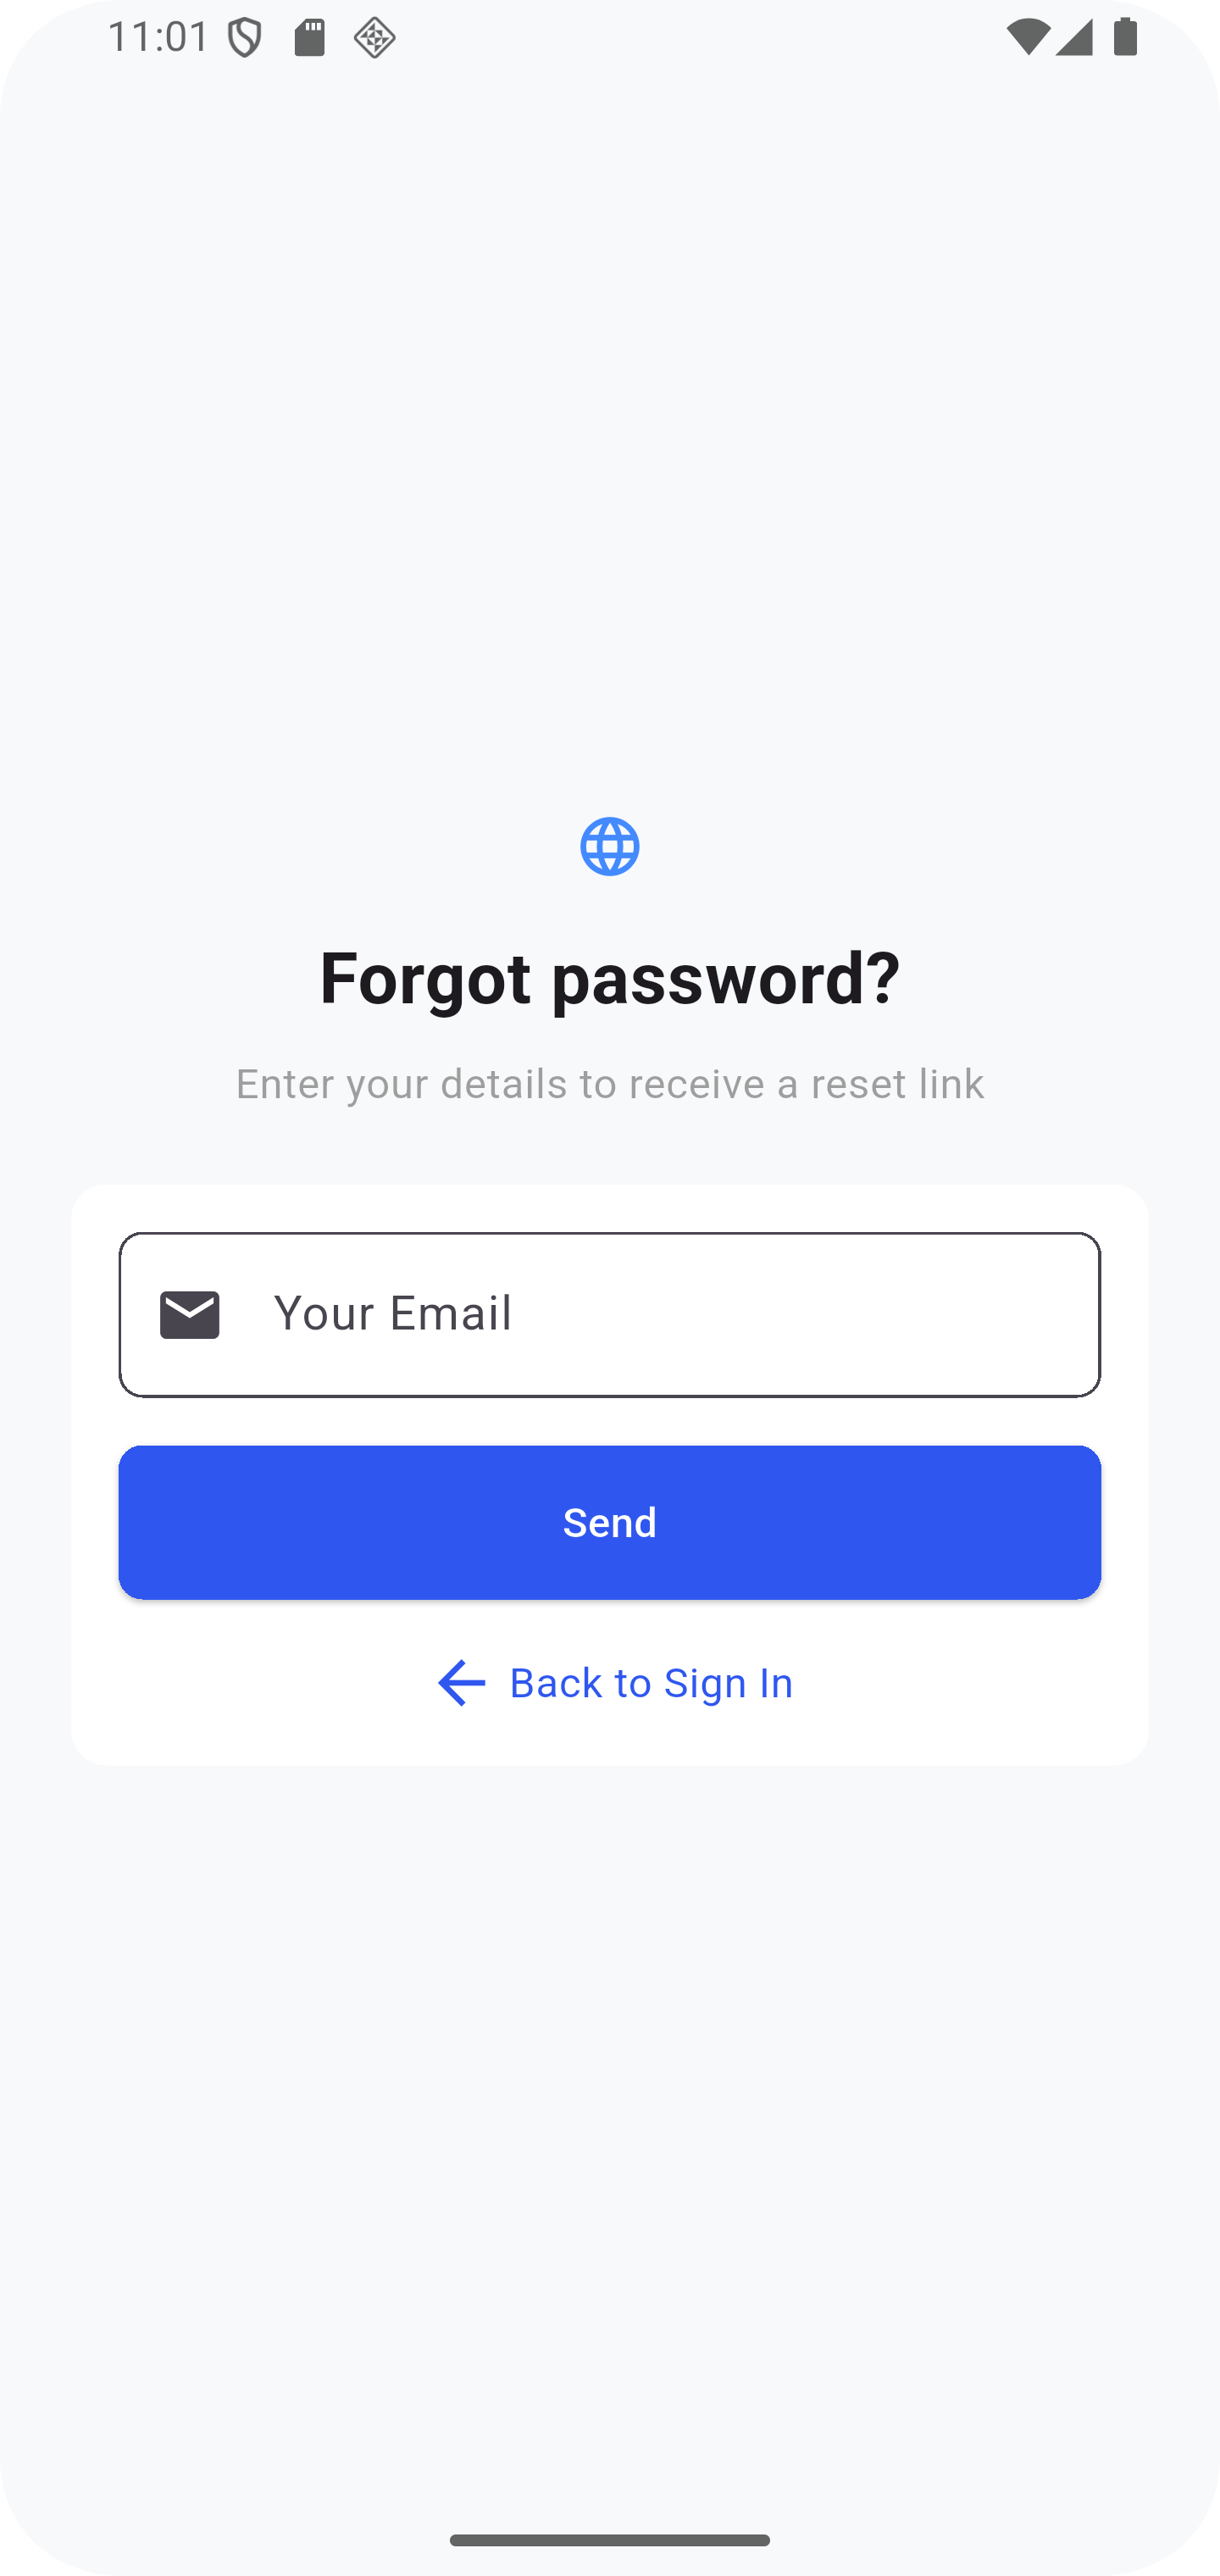 11:01
Forgot password?
Enter your details to receive a reset link
Your Email
Send
Back to Sign In